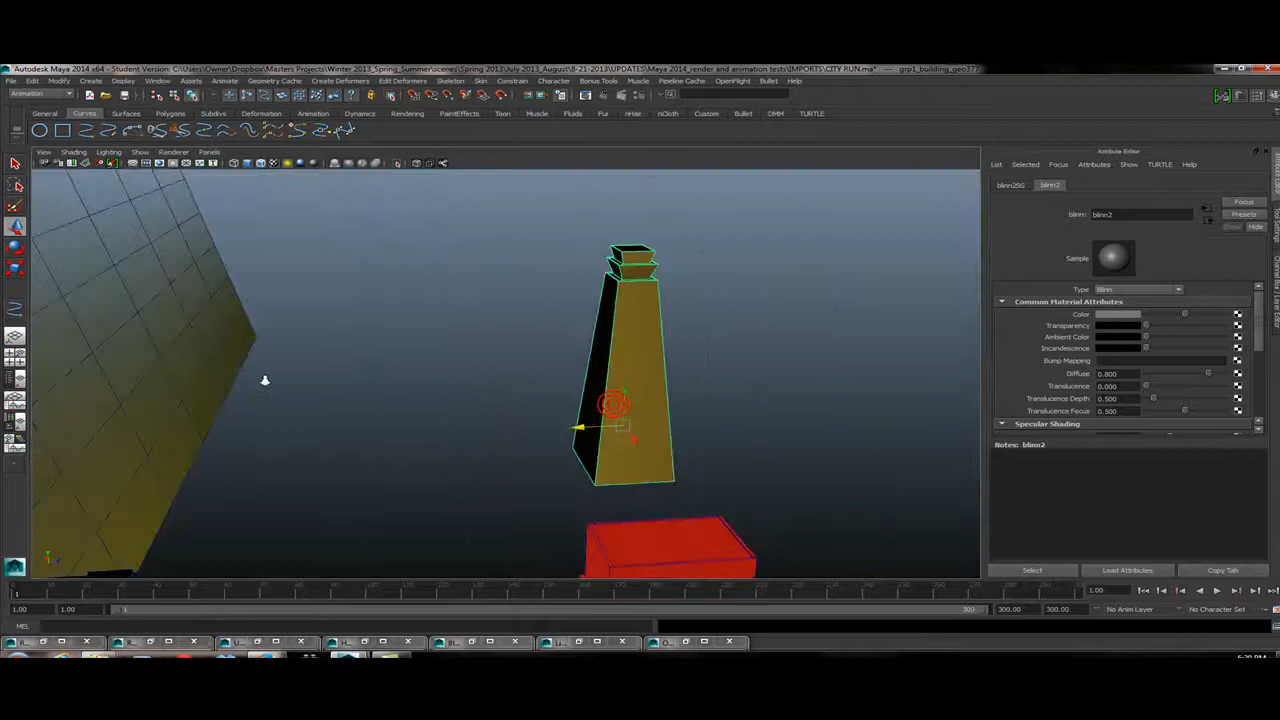 Autodesk Maya 2014 x64 - Student Version: C:\Users\Owner\Dropbox\Masters Projects\Winter 2013_Spring_Summer\scenes\Spring 2013\July 2013_August\8-21-2013\UPDATES\Maya 2014_render and animation tests\IMPORTS\CITY RUN.ma*
File Edit Modify Create Display Window Assets Animate Geometry Cache Create Deformers Edit Deformers Skeleton Skin Constrain Character Bonus Tools OpenFlight Muscle Pipeline Cache Bullet Help
Animation
General Curves Surfaces Polygons Subdivs Deformation Animation Dynamics Rendering PaintEffects Toon Muscle Fluids Fur nHair nCloth Custom Bullet DMM TURTLE
View Shading Lighting Show Renderer Panels
Attribute Editor
List Selected Focus Attributes Show TURTLE Help
blinn2SG blinn2
blinn: blinn2
Focus
Presets
Show Hide
Sample
Type Blinn
Common Material Attributes
Color
Transparency
Ambient Color
Incandescence
Bump Mapping
Diffuse 0.800
Translucence 0.000
Translucence Depth 0.500
Translucence Focus 0.500
Specular Shading
Notes: blinn2
Select Load Attributes Copy Tab
1 1.00
1.00 1.00 1 300 300.00 300.00 No Anim Layer No Character Set
MEL